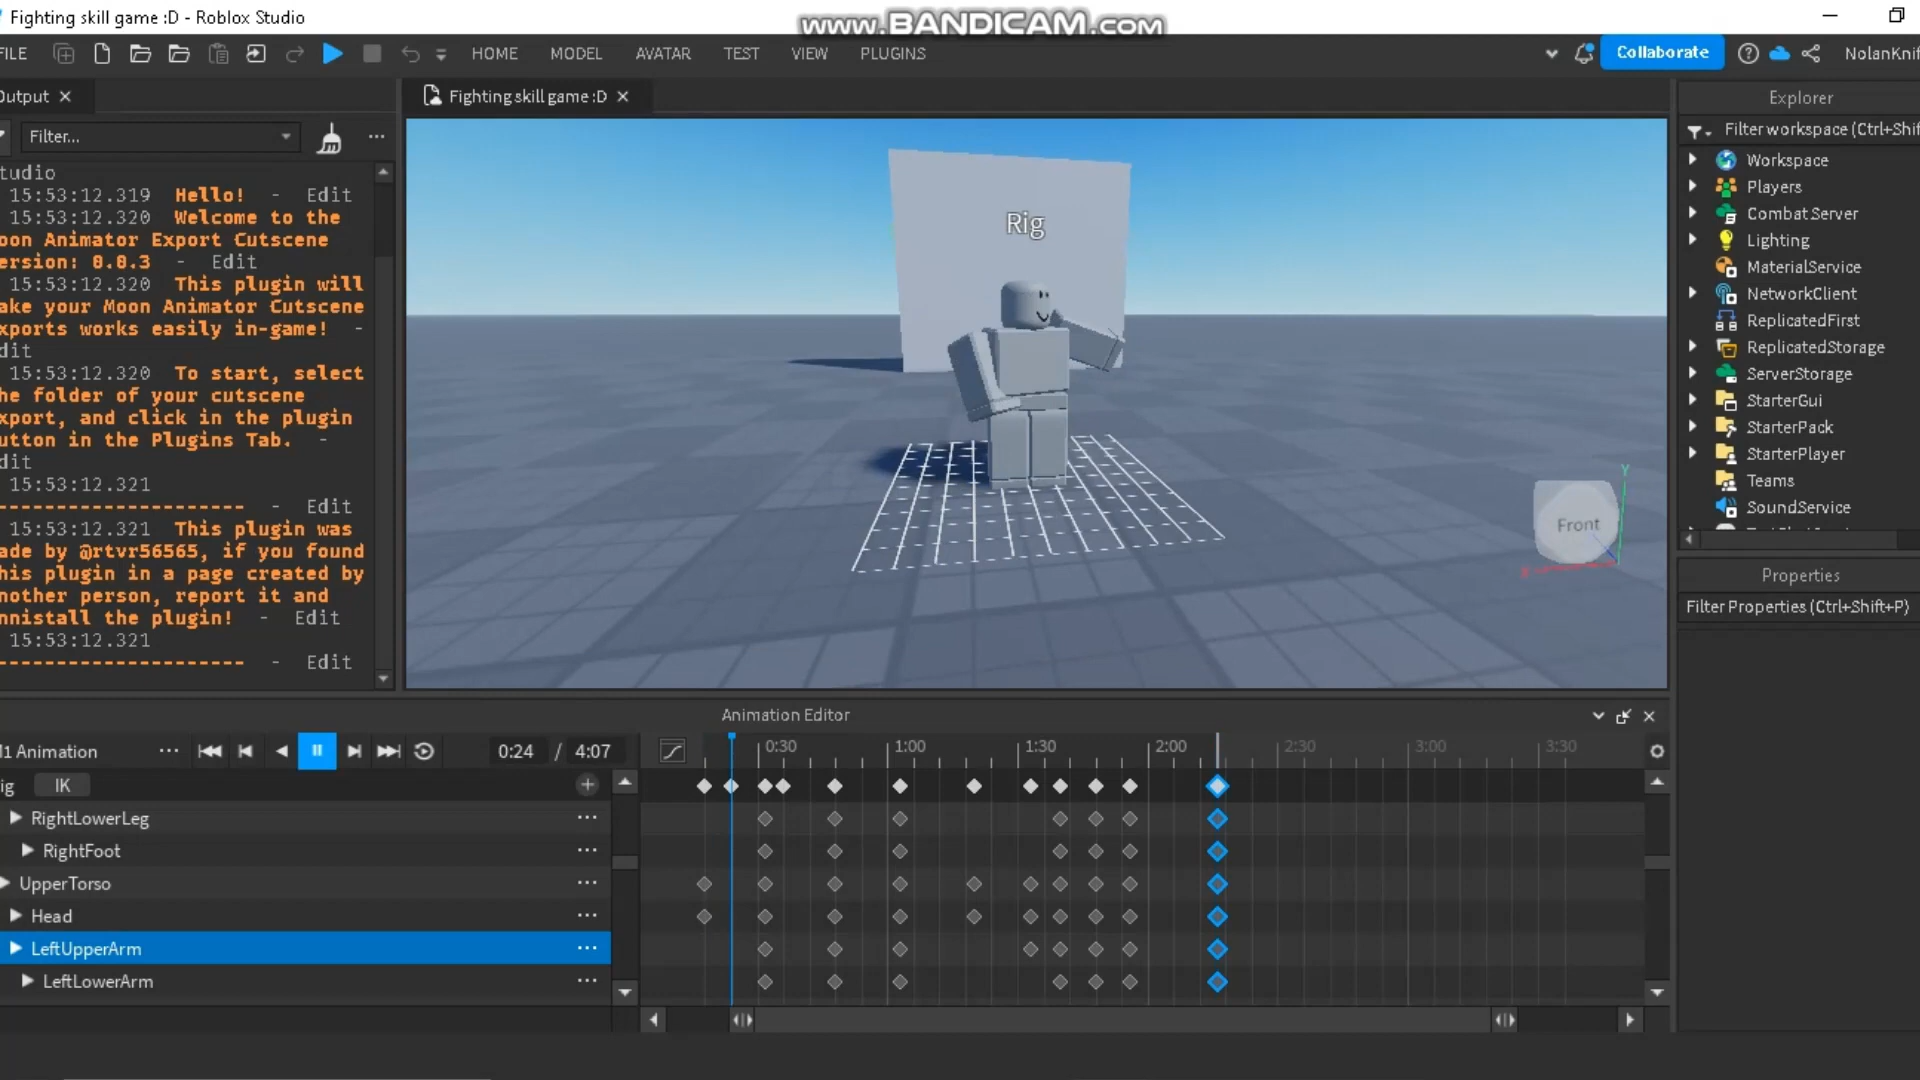 Fighting skill game :D - Roblox Studio
www.BANDICAM.com
FILE
HOME
MODEL
AVATAR
TEST
VIEW
PLUGINS
Collaborate
NolanKnif
Output
Fighting skill game :D
Explorer
Filter...
Filter workspace (Ctrl+Shif
tudio
15:53:12.319 Hello! - Edit
15:53:12.320 Welcome to the
oon Animator Export Cutscene
ersion: 0.0.3 - Edit
15:53:12.320 This plugin will
ake your Moon Animator Cutscene
xports works easily in-game! -
dit
15:53:12.320 To start, select
he folder of your cutscene
xport, and click in the plugin
utton in the Plugins Tab. -
dit
15:53:12.321
---------------------- - Edit
15:53:12.321 This plugin was
ade by @rtvr56565, if you found
his plugin in a page created by
nother person, report it and
nnistall the plugin! - Edit
15:53:12.321
---------------------- - Edit
Rig
Front
Y
Workspace
Players
CombatServer
Lighting
MaterialService
NetworkClient
ReplicatedFirst
ReplicatedStorage
ServerStorage
StarterGui
StarterPack
StarterPlayer
Teams
SoundService
Properties
Filter Properties (Ctrl+Shift+P)
Animation Editor
1 Animation
0:24 / 4:07
0:30
1:00
1:30
2:00
2:30
3:00
3:30
ig
IK
RightLowerLeg
RightFoot
UpperTorso
Head
LeftUpperArm
LeftLowerArm